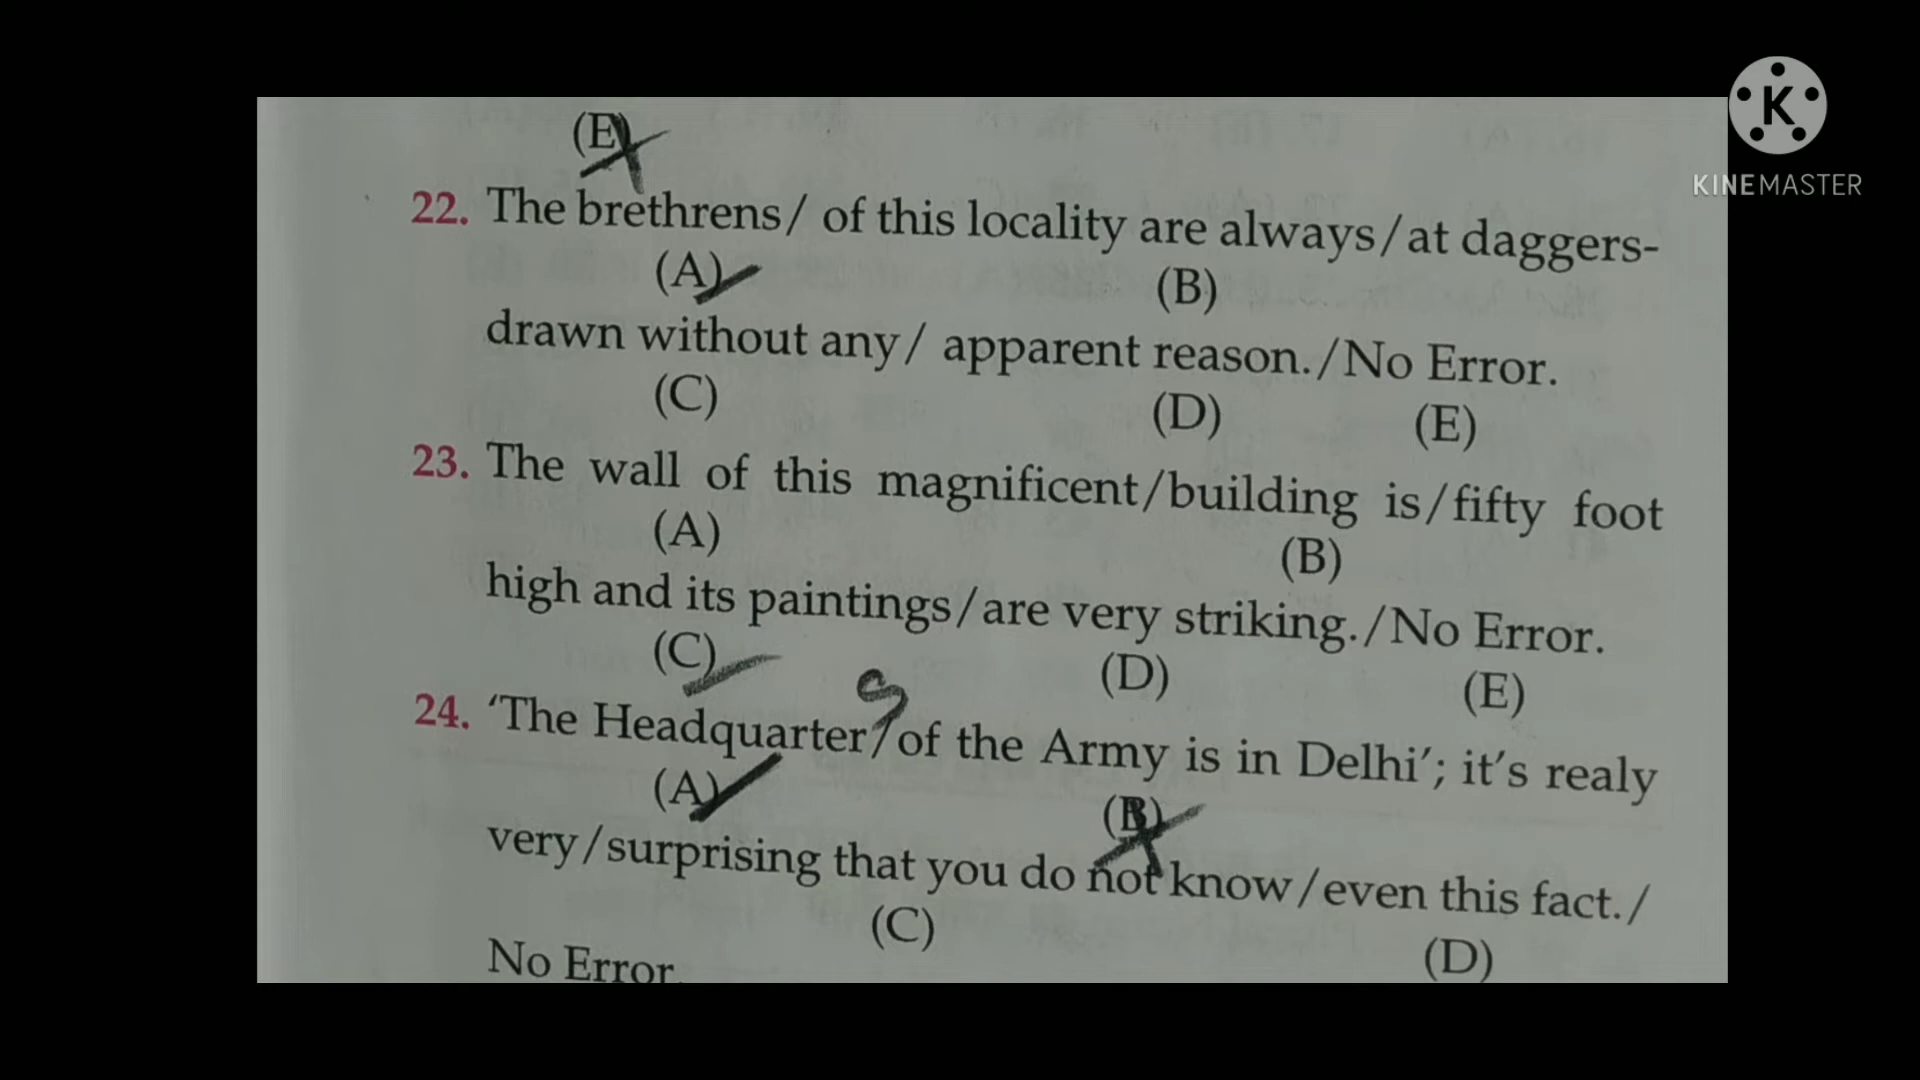 (E)
22. The brethrens/ of this locality are always/at daggers-
(A) (B)
drawn without any/ apparent reason./No Error.
(C) (D) (E)
23. The wall of this magnificent/building is/fifty foot
(A) (B)
high and its paintings/are very striking./No Error.
(C) (D) (E)
s
24. 'The Headquarter/of the Army is in Delhi'; it's realy
(A) (B)
very/surprising that you do not know/even this fact./
(C) (D)
No Error.
K
KINEMASTER